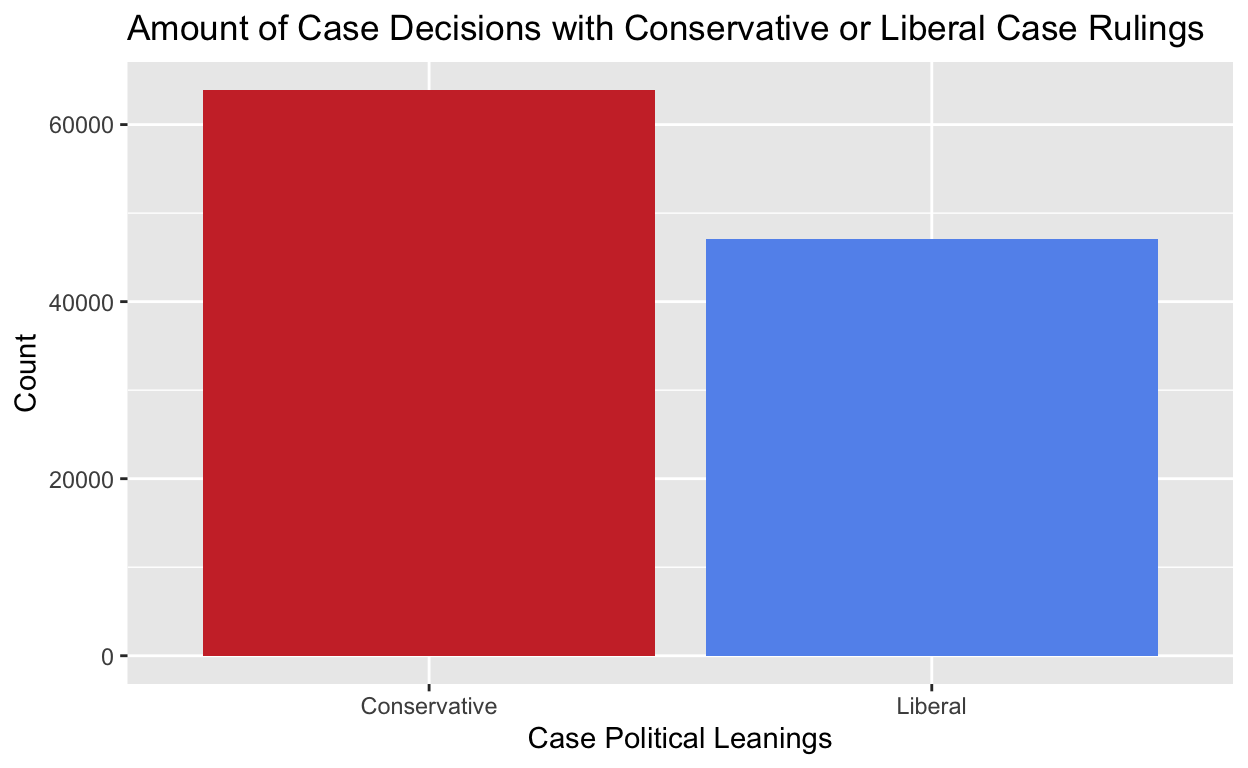 Amount of Case Decisions with Conservative or Liberal Case Rulings
60000
40000
20000
0
Count
Conservative
Liberal
Case Political Leanings